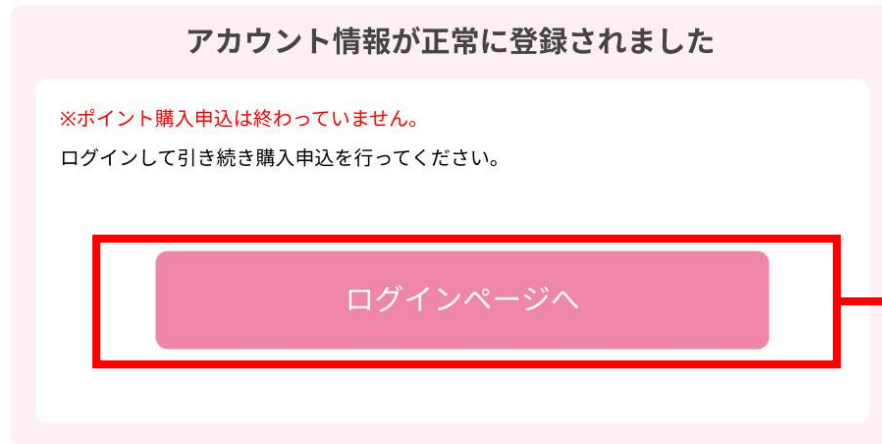 アカウント情報が正常に登録されました
※ポイント購入申込は終わっていません。
ログインして引き続き購入申込を行ってください。
ログインページへ